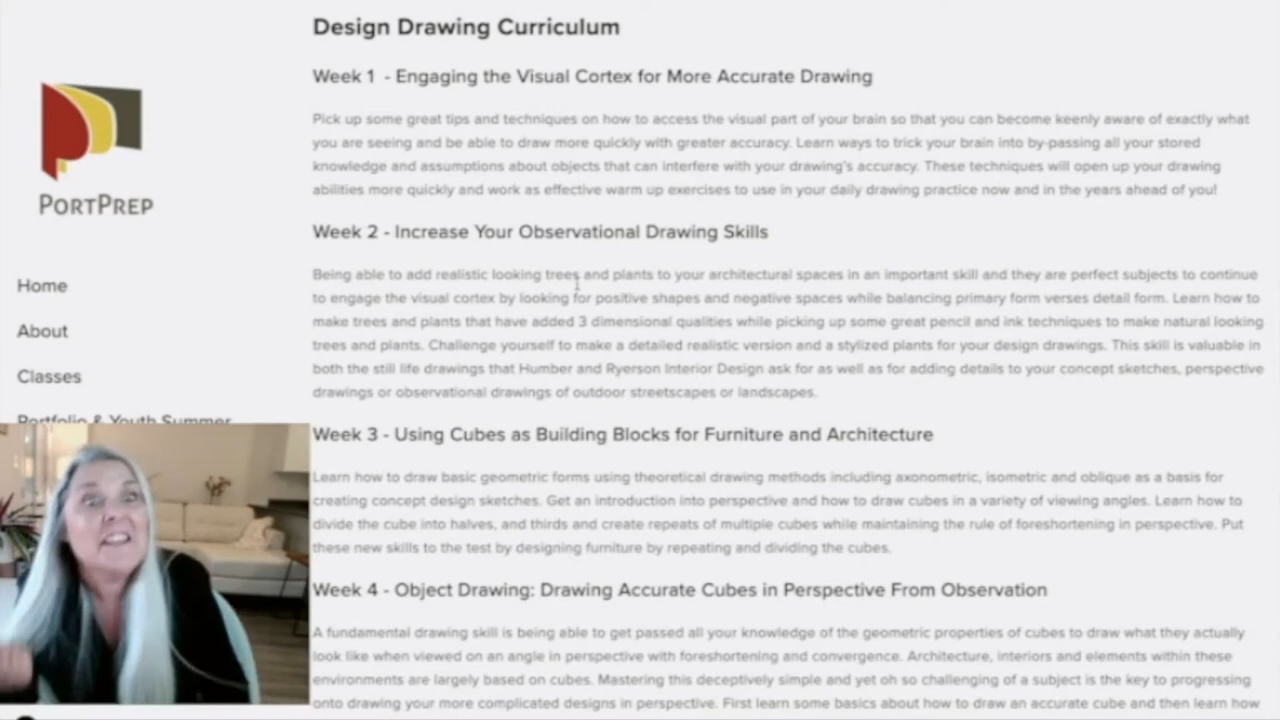 Design Drawing Curriculum
Week 1 - Engaging the Visual Cortex for More Accurate Drawing
Pick up some great tips and techniques on how to access the visual part of your brain so that you can become keenly aware of exactly what
you are seeing and be able to draw more quickly with greater accuracy. Learn ways to trick your brain into by-passing all your stored
knowledge and assumptions about objects that can interfere with your drawing's accuracy. These techniques will open up your drawing
abilities more quickly and work as effective warm up exercises to use in your daily drawing practice now and in the years ahead of you!
Week 2 - Increase Your Observational Drawing Skills
Being able to add realistic looking trees and plants to your architectural spaces in an important skill and they are perfect subjects to continue
to engage the visual cortex by looking for positive shapes and negative spaces while balancing primary form verses detail form. Learn how to
make trees and plants that have added 3 dimensional qualities while picking up some great pencil and ink techniques to make natural looking
trees and plants. Challenge yourself to make a detailed realistic version and a stylized plants for your design drawings. This skill is valuable in
both the still life drawings that Humber and Ryerson Interior Design ask for as well as for adding details to your concept sketches, perspective
drawings or observational drawings of outdoor streetscapes or landscapes.
Week 3 - Using Cubes as Building Blocks for Furniture and Architecture
Learn how to draw basic geometric forms using theoretical drawing methods including axonometric, isometric and oblique as a basis for
creating concept design sketches. Get an introduction into perspective and how to draw cubes in a variety of viewing angles. Learn how to
divide the cube into halves, and thirds and create repeats of multiple cubes while maintaining the rule of foreshortening in perspective. Put
these new skills to the test by designing furniture by repeating and dividing the cubes.
Week 4 - Object Drawing: Drawing Accurate Cubes in Perspective From Observation
A fundamental drawing skill is being able to get passed all your knowledge of the geometric properties of cubes to draw what they actually
look like when viewed on an angle in perspective with foreshortening and convergence. Architecture, interiors and elements within these
environments are largely based on cubes. Mastering this deceptively simple and yet oh so challenging of a subject is the key to progressing
onto drawing your more complicated designs in perspective. First learn some basics about how to draw an accurate cube and then learn how
PORTPREP
Home
About
Classes
Portfolio & Youth Summer